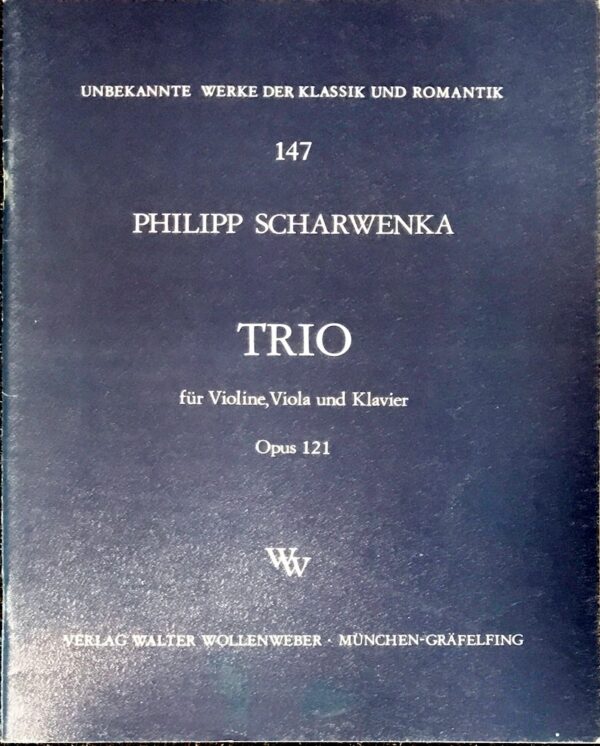 UNBEKANNTE WERKE DER KLASSIK UND ROMANTIK
147
PHILIPP SCHARWENKA
TRIO
für Violine, Viola und Klavier
Opus 121
WW
VERLAG WALTER WOLLENWEBER · MÜNCHEN-GRÄFELFING